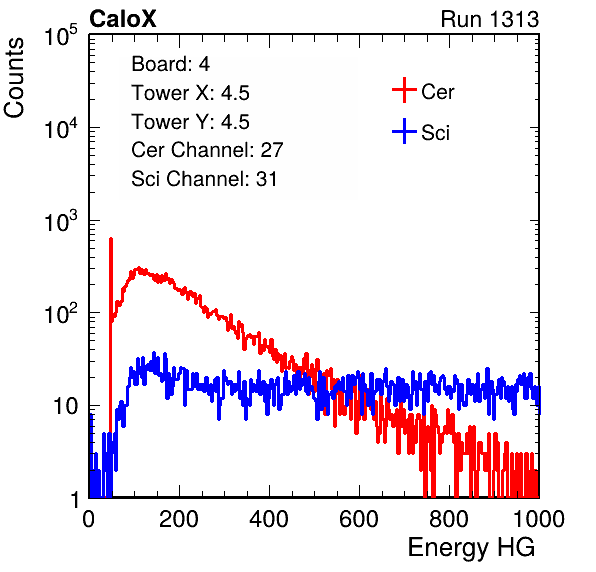 CaloX Run 1313
Counts
10^5
10^4
10^3
10^2
10
1
Board: 4
Tower X: 4.5
Tower Y: 4.5
Cer Channel: 27
Sci Channel: 31
Cer
Sci
0 200 400 600 800 1000
Energy HG